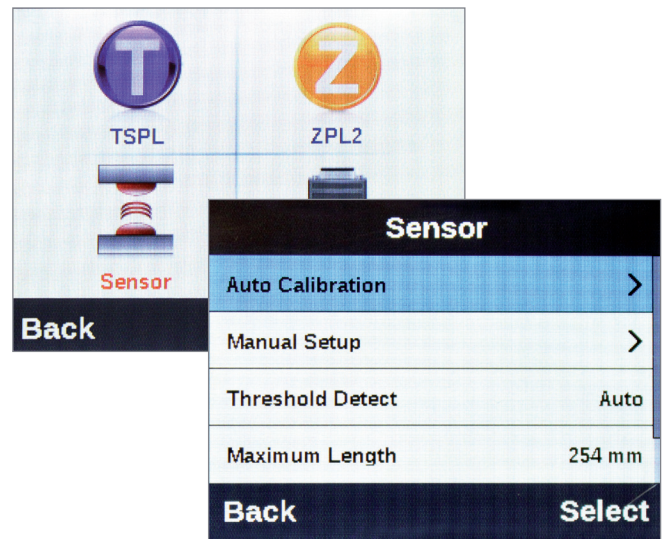 T
Z
TSPL
ZPL2
Sensor
Back
Sensor
Auto Calibration
Manual Setup
Threshold Detect Auto
Maximum Length 254 mm
Back Select